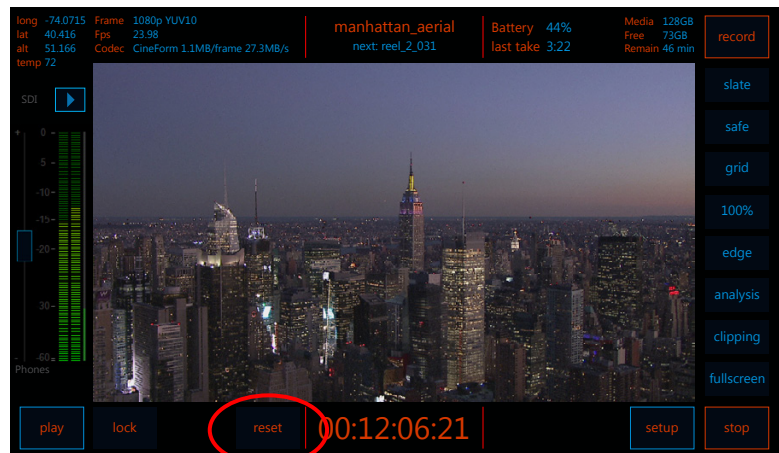 long -74.0715
lat 40.416
alt 51.166
temp 72
Frame 1080p YUV10
Fps 23.98
Codec CineForm 1.1MB/frame 27.3MB/s
manhattan_aerial
next: reel_2_031
Battery 44%
last take 3:22
Media 128GB
Free 73GB
Remain 46 min
record
SDI
slate
safe
grid
100%
edge
analysis
clipping
fullscreen
+ 0 -
5 -
-10-
-15-
-20-
-30-
- -60-
Phones
play
lock
reset
00:12:06:21
setup
stop